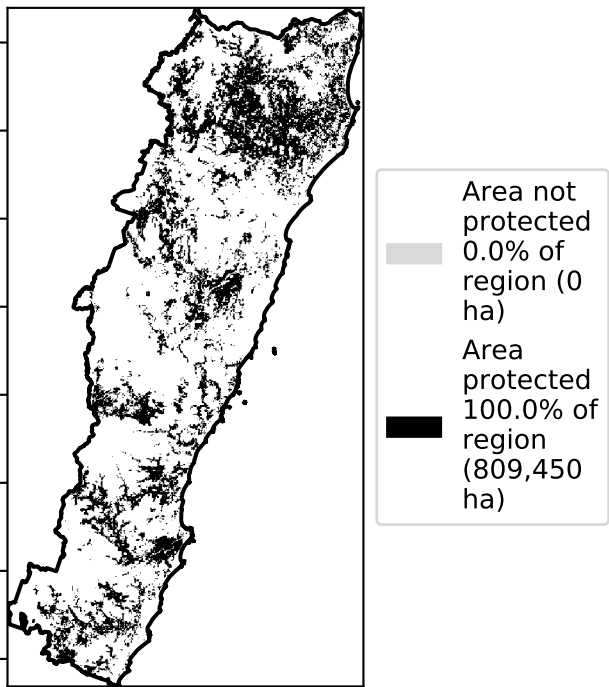 Area not
protected
0.0% of
region (0
ha)
Area
protected
100.0% of
region
(809,450
ha)